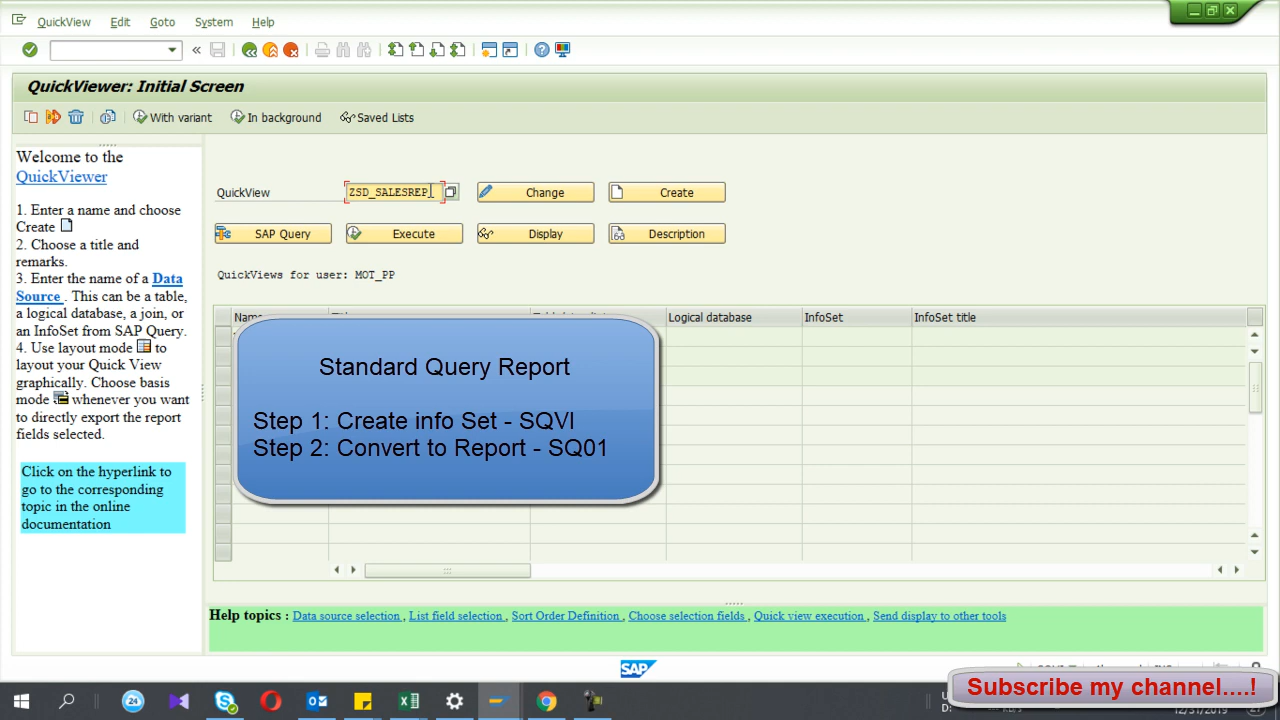 QuickView Edit Goto System Help
QuickViewer: Initial Screen
With variant In background Saved Lists
Welcome to the
QuickViewer
1. Enter a name and choose
Create
2. Choose a title and
remarks.
3. Enter the name of a Data
Source . This can be a table,
a logical database, a join, or
an InfoSet from SAP Query.
4. Use layout mode to
layout your Quick View
graphically. Choose basis
mode whenever you want
to directly export the report
fields selected.
Click on the hyperlink to
go to the corresponding
topic in the online
documentation
QuickView ZSD_SALESREP Change Create
SAP Query Execute Display Description
QuickViews for user: MOT_PP
Name Logical database InfoSet InfoSet title
Standard Query Report
Step 1: Create info Set - SQVI
Step 2: Convert to Report - SQ01
Help topics : Data source selection , List field selection , Sort Order Definition , Choose selection fields , Quick view execution , Send display to other tools
SAP
24
Subscribe my channel....!
12/31/2019